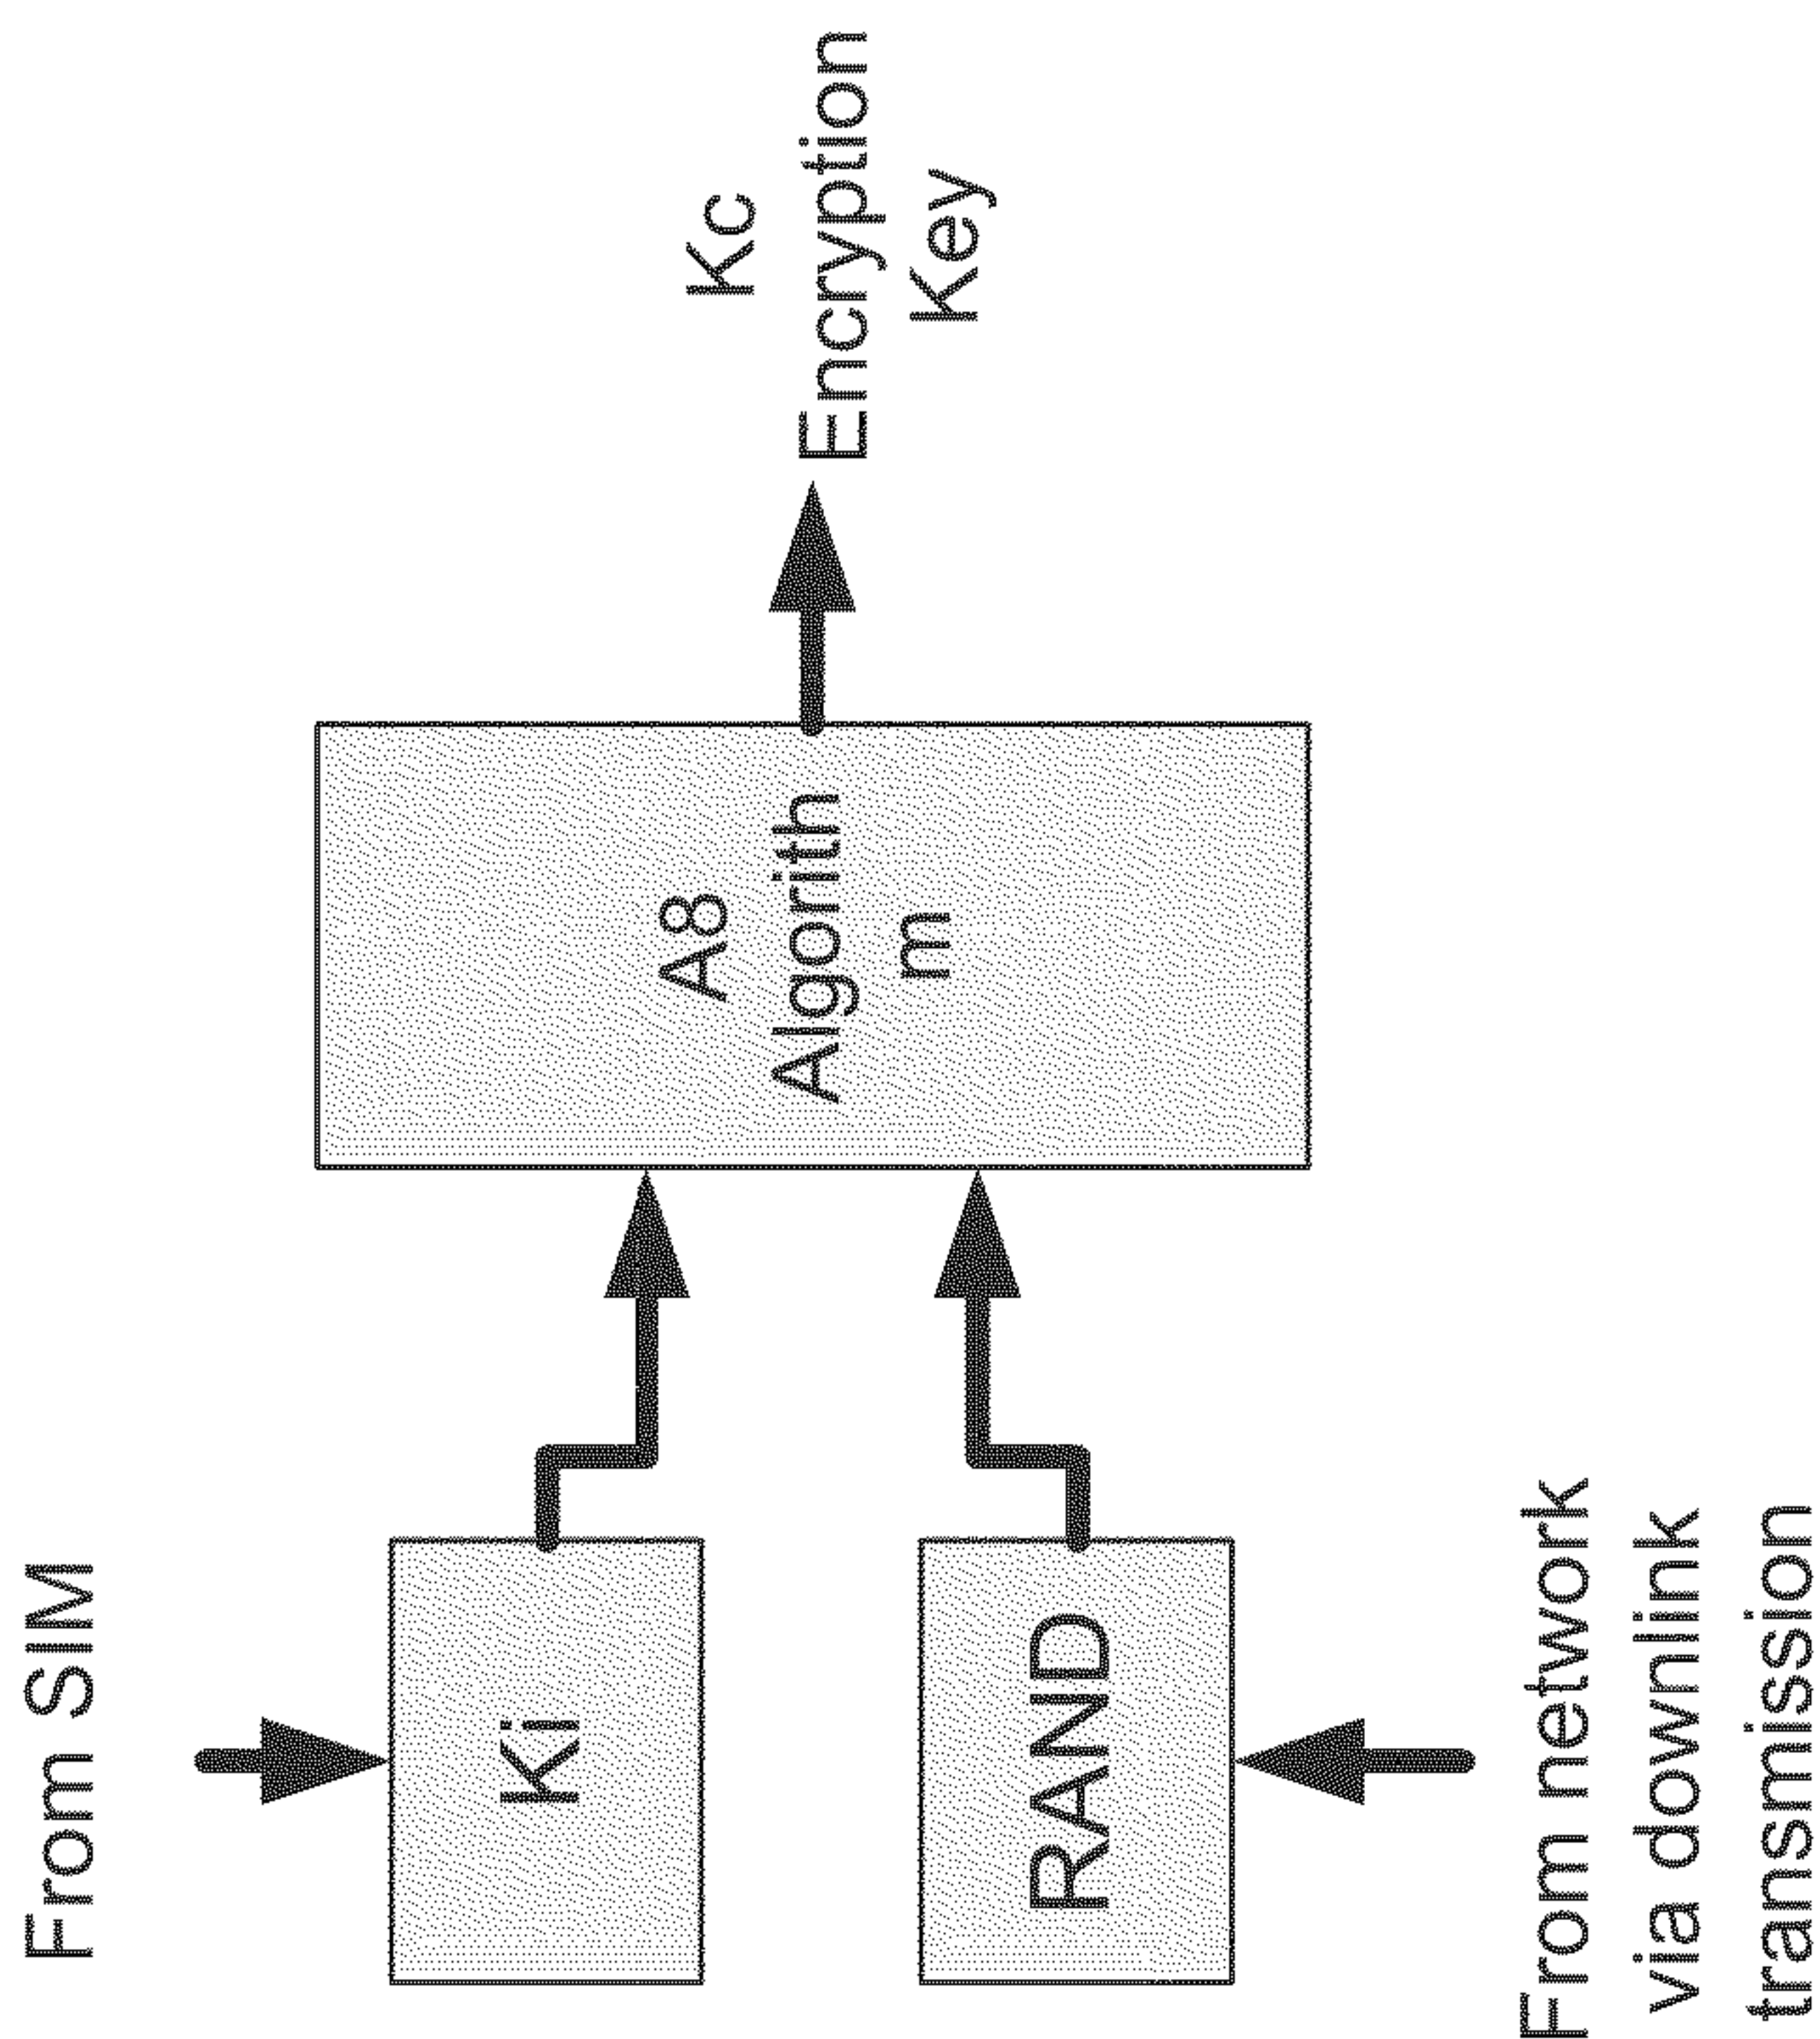 From SIM
Ki
RAND
From network
via downlink
transmission
A8
Algorith
m
Kc
Encryption
Key